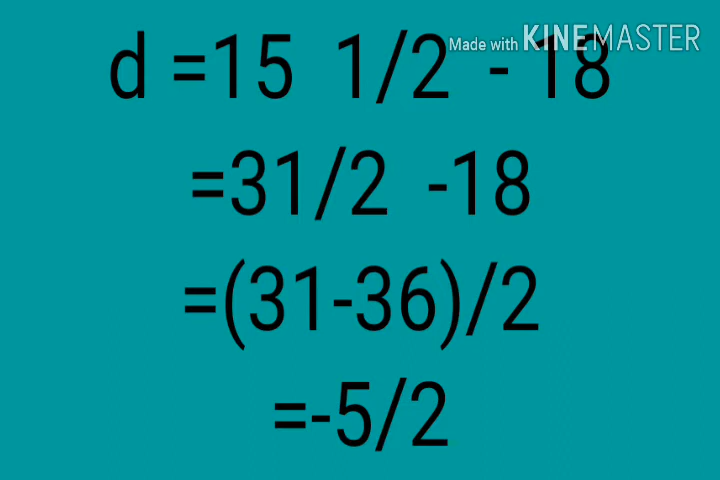 d =15 1/2 - 18
Made with KINEMASTER
=31/2 -18
=(31-36)/2
=-5/2